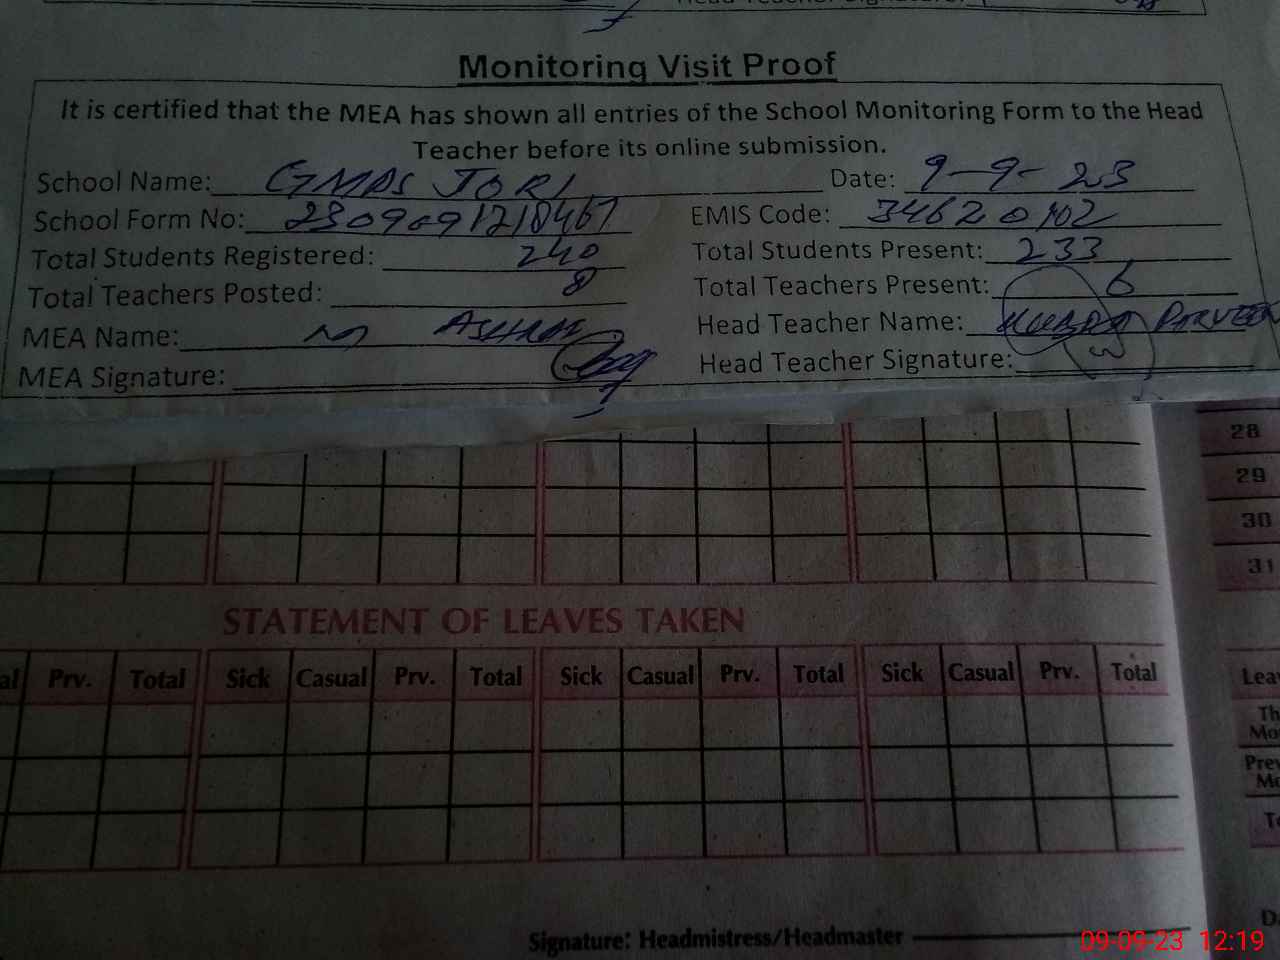 Monitoring Visit Proof
It is certified that the MEA has shown all entries of the School Monitoring Form to the Head
Teacher before its online submission.
School Name: GMPS JORI Date: 9-9-23
School Form No: 230909121846 EMIS Code: 34620102
Total Students Registered: 240 Total Students Present: 233
Total Teachers Posted: 8 Total Teachers Present: 6
MEA Name: M ASHRAF Head Teacher Name: KUBRA PARVEEN
MEA Signature: Head Teacher Signature:
28
29
30
31
STATEMENT OF LEAVES TAKEN
Prv. Total Sick Casual Prv. Total Sick Casual Prv. Total Sick Casual Prv. Total
Signature: Headmistress/Headmaster
09-09-23 12:19